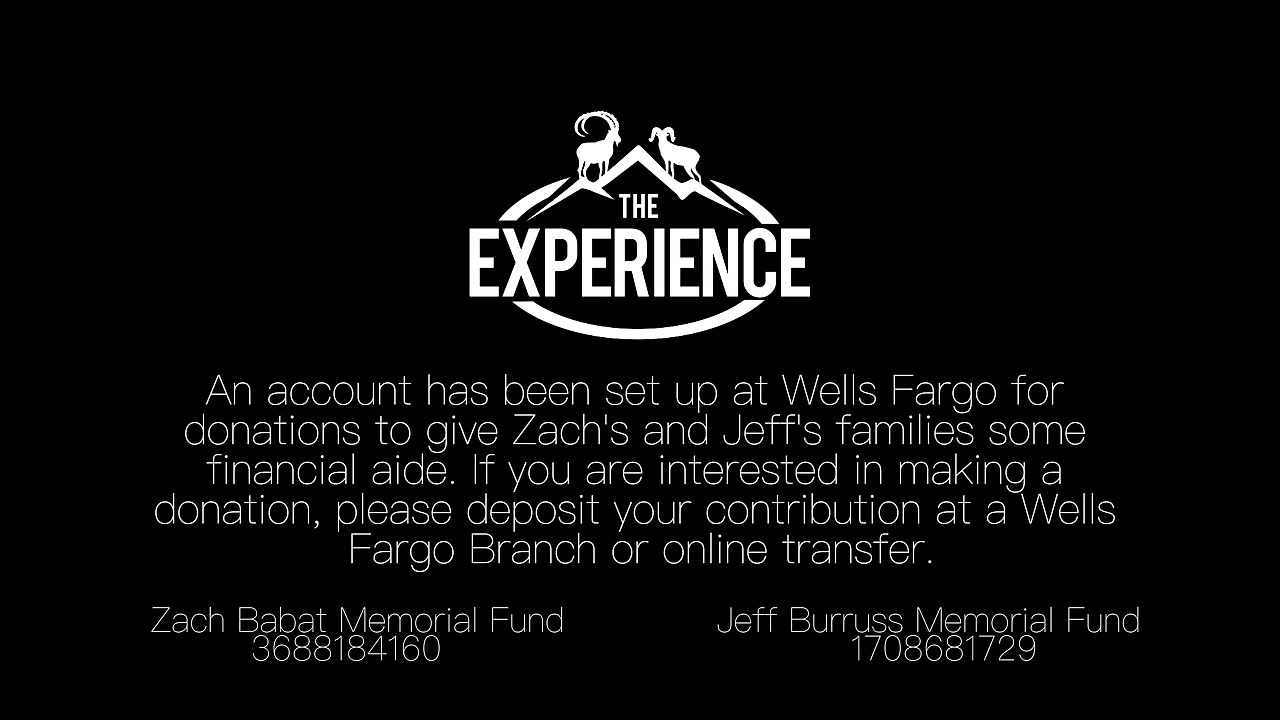 THE
EXPERIENCE
An account has been set up at Wells Fargo for
donations to give Zach's and Jeff's families some
financial aide. If you are interested in making a
donation, please deposit your contribution at a Wells
Fargo Branch or online transfer.
Zach Babat Memorial Fund
3688184160
Jeff Burruss Memorial Fund
1708681729